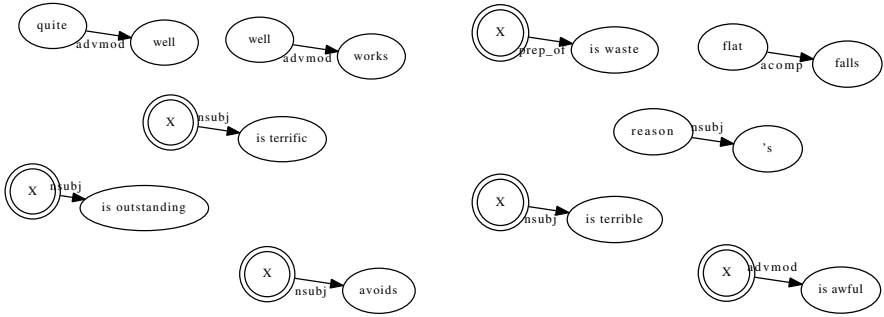 quite
advmod
well
well
advmod
works
X
nsubj
is terrific
X
nsubj
is outstanding
X
nsubj
avoids
X
prep_of
is waste
flat
acomp
falls
reason
nsubj
's
X
nsubj
is terrible
X
advmod
is awful